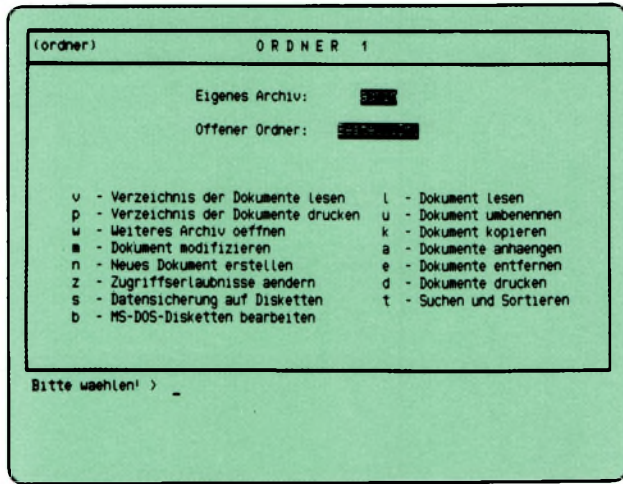 (ordner) ORDNER 1
Eigenes Archiv:
Offener Ordner:
v - Verzeichnis der Dokumente lesen
p - Verzeichnis der Dokumente drucken
w - Weiteres Archiv oeffnen
m - Dokument modifizieren
n - Neues Dokument erstellen
z - Zugriffserlaubnisse aendern
s - Datensicherung auf Disketten
b - MS-DOS-Disketten bearbeiten
l - Dokument lesen
u - Dokument umbenennen
k - Dokument kopieren
a - Dokumente anhaengen
e - Dokumente entfernen
d - Dokumente drucken
t - Suchen und Sortieren
Bitte waehlen! > _